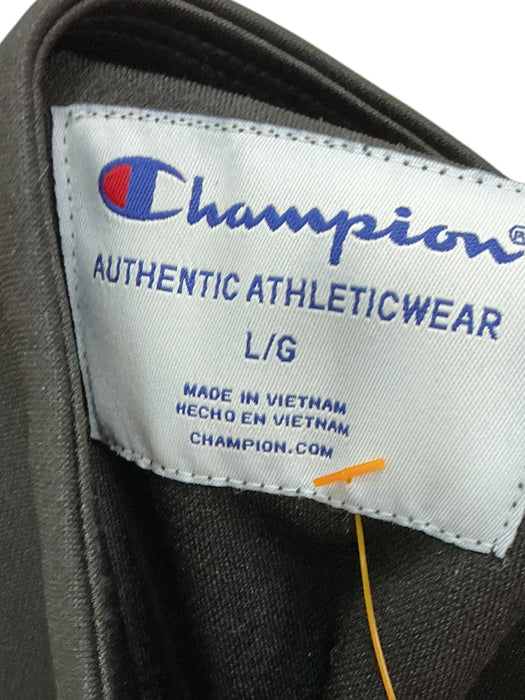 Champion®
AUTHENTIC ATHLETICWEAR
L/G
MADE IN VIETNAM
HECHO EN VIETNAM
CHAMPION.COM